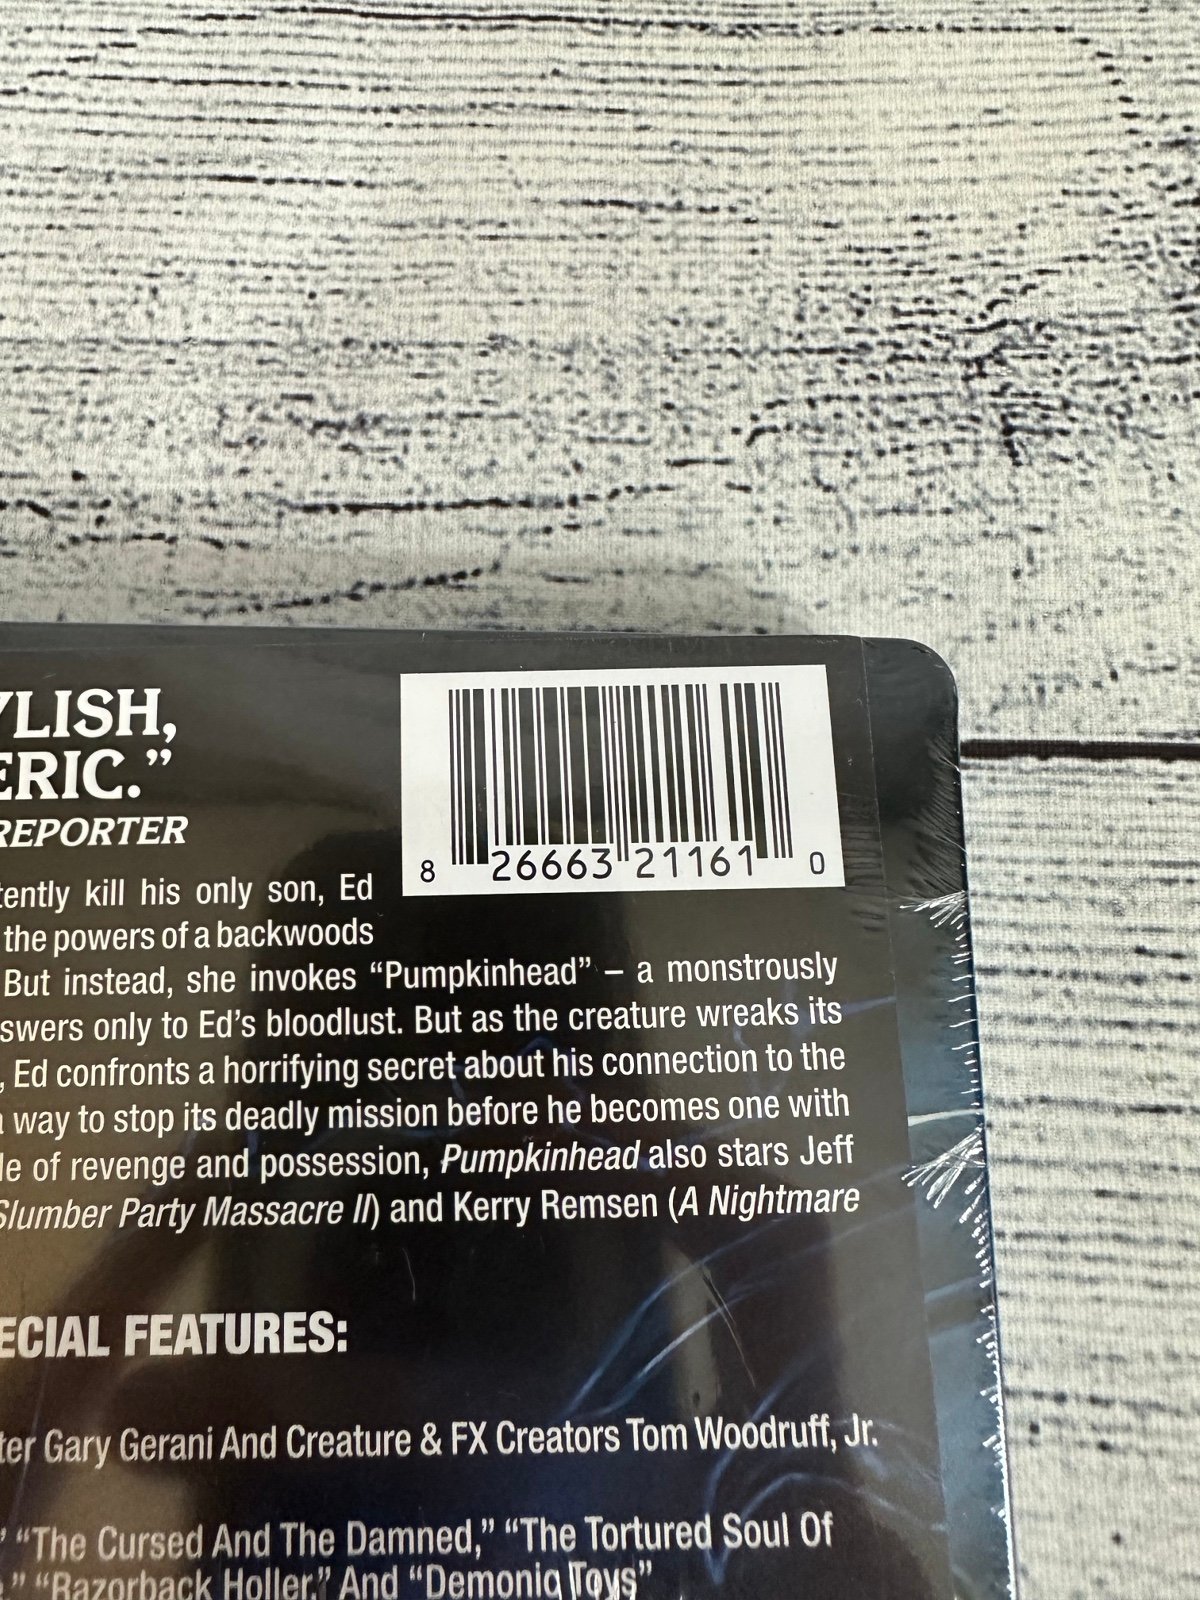 YLISH,
ERIC.”
REPORTER
8 26663 21161 0
tently kill his only son, Ed
the powers of a backwoods
But instead, she invokes “Pumpkinhead” – a monstrously
swers only to Ed’s bloodlust. But as the creature wreaks its
, Ed confronts a horrifying secret about his connection to the
a way to stop its deadly mission before he becomes one with
le of revenge and possession, Pumpkinhead also stars Jeff
Slumber Party Massacre II) and Kerry Remsen (A Nightmare
ECIAL FEATURES:
ter Gary Gerani And Creature & FX Creators Tom Woodruff, Jr.
” “The Cursed And The Damned,” “The Tortured Soul Of
.” “Razorback Holler,” And “Demonic Toys”